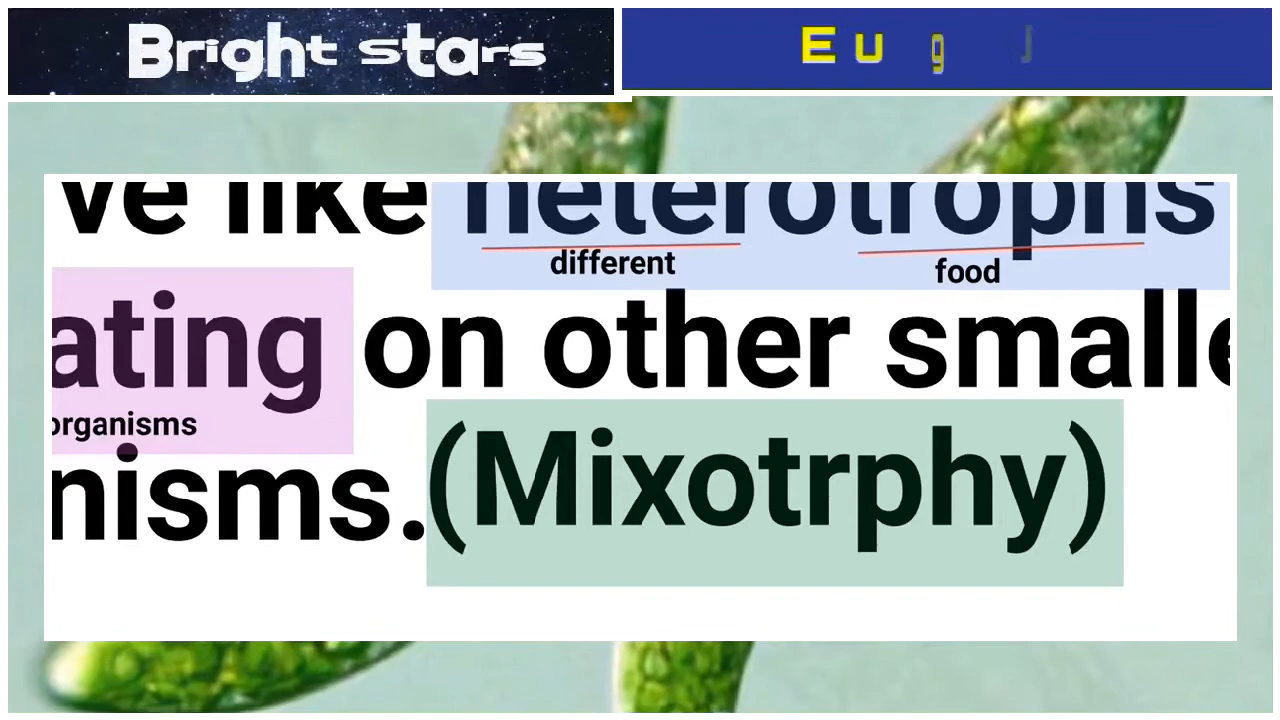 Bright stars
E u g
ve like heterotrophs
different food
ating on other smalle
organisms
nisms.(Mixotrphy)